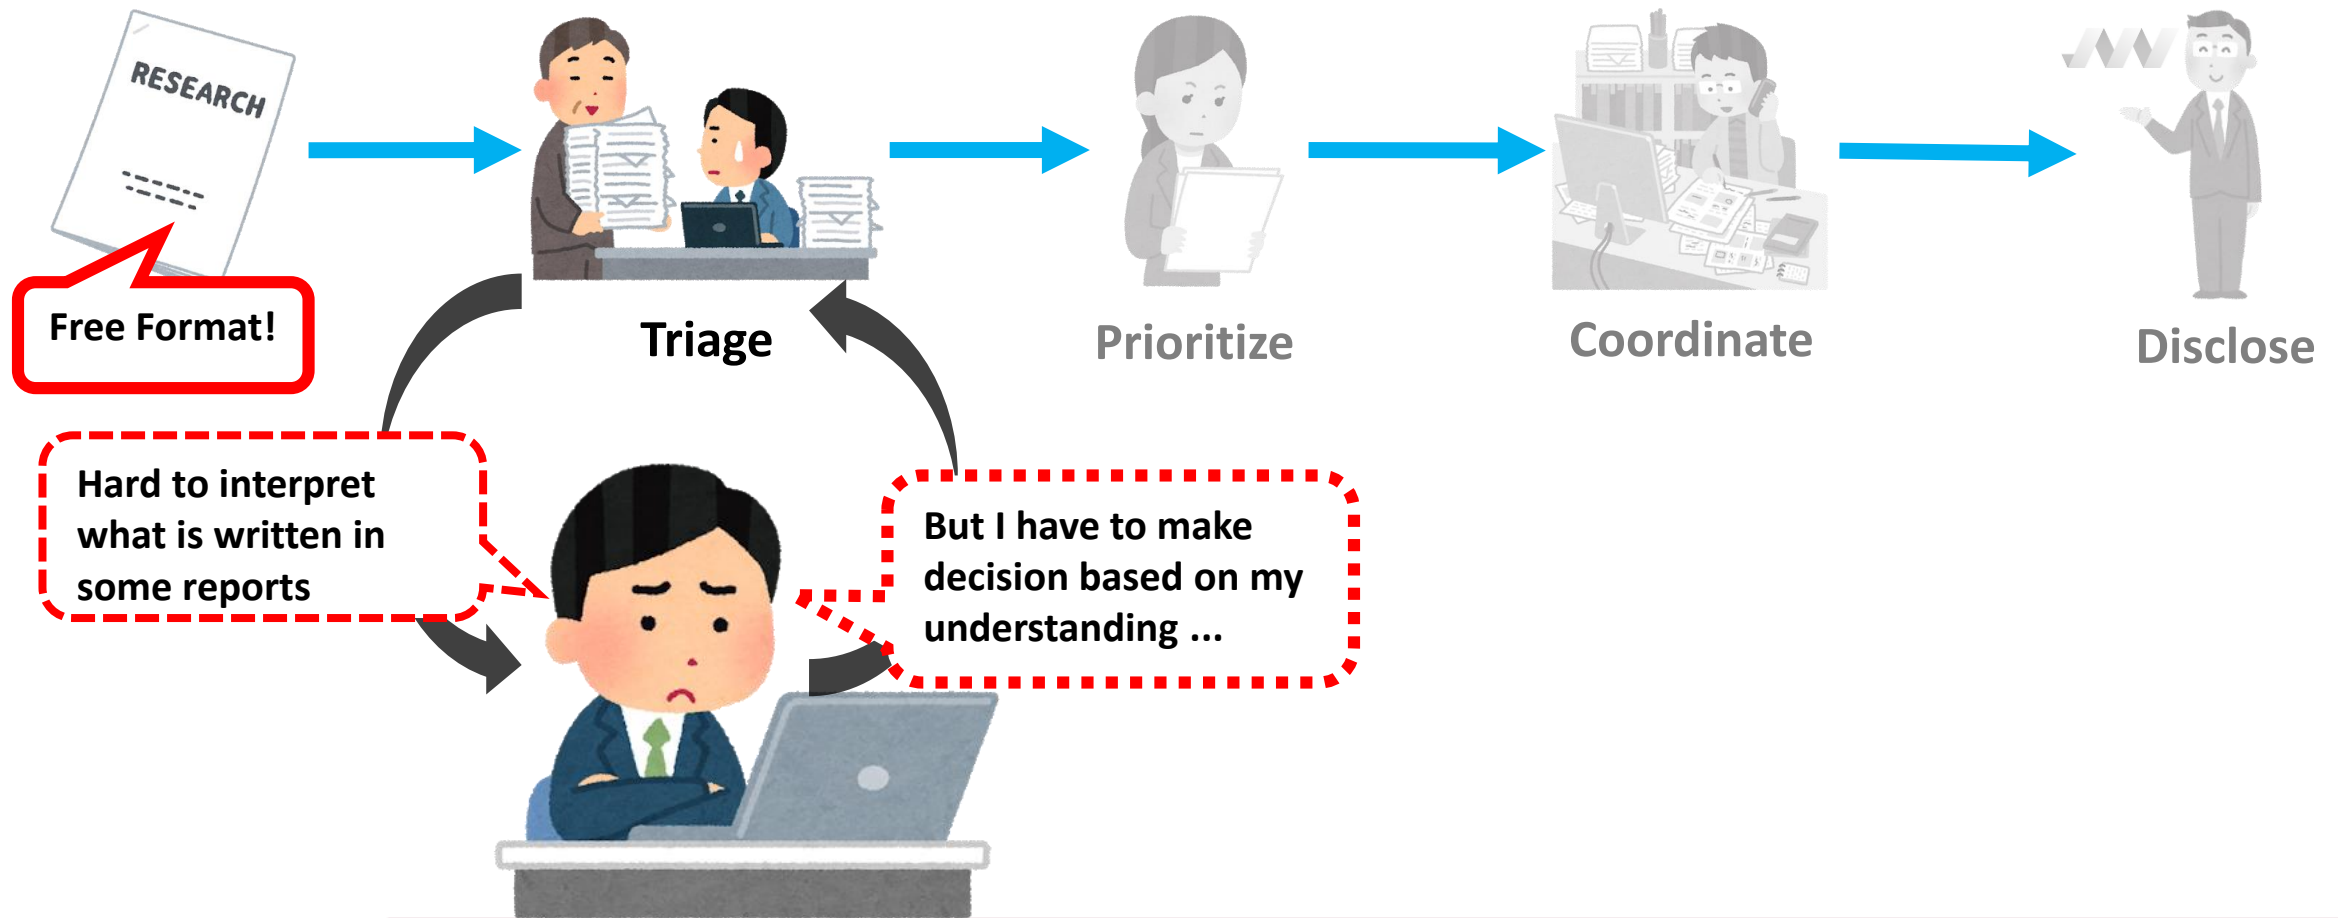 RESEARCH
Free Format!
Triage
Prioritize
Coordinate
Disclose
Hard to interpret
what is written in
some reports
But I have to make
decision based on my
understanding ...